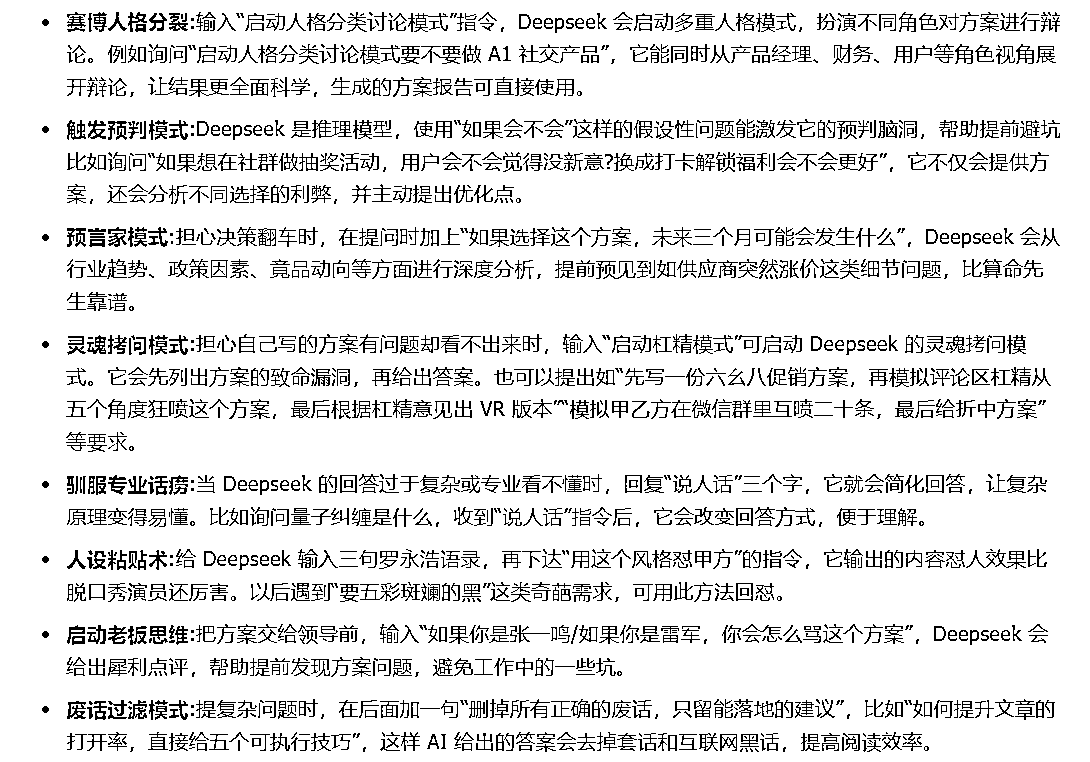 • 赛博人格分裂:输入“启动人格分类讨论模式”指令，Deepseek 会启动多重人格模式，扮演不同角色对方案进行辩
论。例如询问“启动人格分类讨论模式要不要做 A1 社交产品”，它能同时从产品经理、财务、用户等角色视角展
开辩论，让结果更全面科学，生成的方案报告可直接使用。
• 触发预判模式:Deepseek 是推理模型，使用“如果会不会”这样的假设性问题能激发它的预判脑洞，帮助提前避坑
比如询问“如果想在社群做抽奖活动，用户会不会觉得没新意?换成打卡解锁福利会不会更好”，它不仅会提供方
案，还会分析不同选择的利弊，并主动提出优化点。
• 预言家模式:担心决策翻车时，在提问时加上“如果选择这个方案，未来三个月可能会发生什么”，Deepseek 会从
行业趋势、政策因素、竟品动向等方面进行深度分析，提前预见到如供应商突然涨价这类细节问题，比算命先
生靠谱。
• 灵魂拷问模式:担心自己写的方案有问题却看不出来时，输入“启动杠精模式”可启动 Deepseek 的灵魂拷问模
式。它会先列出方案的致命漏洞，再给出答案。也可以提出如“先写一份六幺八促销方案，再模拟评论区杠精从
五个角度狂喷这个方案，最后根据杠精意见出 VR 版本”“模拟甲乙方在微信群里互喷二十条，最后给折中方案”
等要求。
• 驯服专业话痨:当 Deepseek 的回答过于复杂或专业看不懂时，回复“说人话”三个字，它就会简化回答，让复杂
原理变得易懂。比如询问量子纠缠是什么，收到“说人话”指令后，它会改变回答方式，便于理解。
• 人设粘贴术:给 Deepseek 输入三句罗永浩语录，再下达“用这个风格怼甲方”的指令，它输出的内容怼人效果比
脱口秀演员还厉害。以后遇到“要五彩斑斓的黑”这类奇葩需求，可用此方法回怼。
• 启动老板思维:把方案交给领导前，输入“如果你是张一鸣/如果你是雷军，你会怎么骂这个方案”，Deepseek 会
给出犀利点评，帮助提前发现方案问题，避免工作中的一些坑。
• 废话过滤模式:提复杂问题时，在后面加一句“删掉所有正确的废话，只留能落地的建议”，比如“如何提升文章的
打开率，直接给五个可执行技巧”，这样 AI 给出的答案会去掉套话和互联网黑话，提高阅读效率。